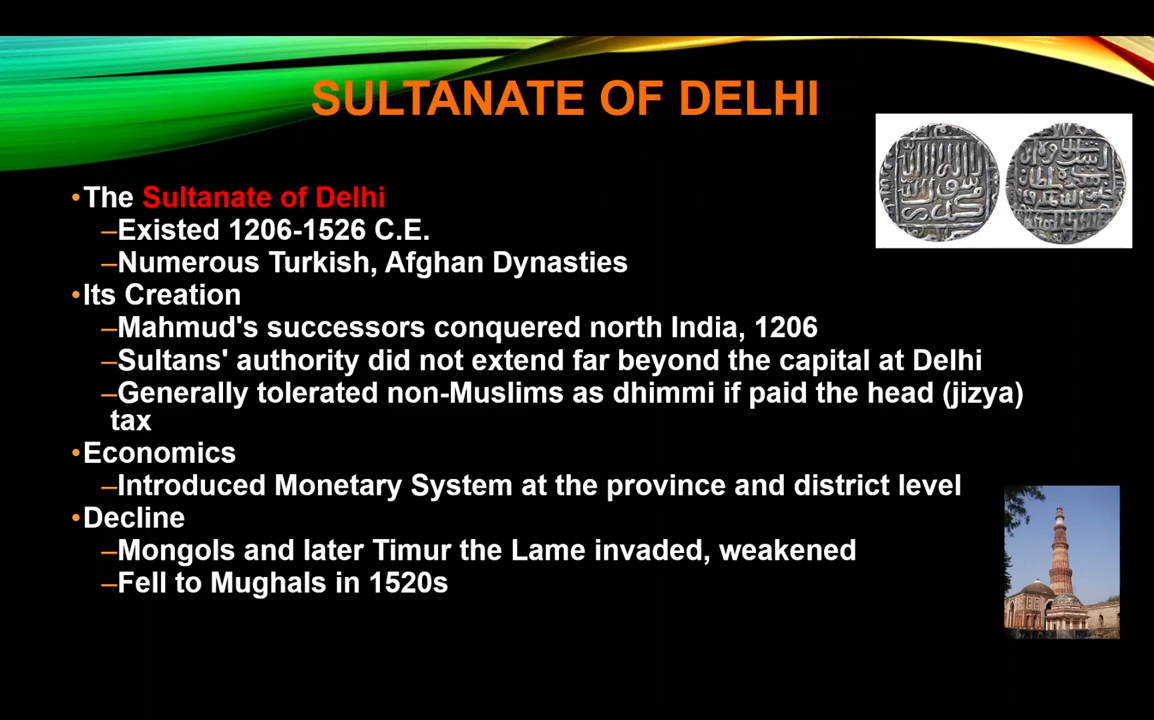 SULTANATE OF DELHI
•The Sultanate of Delhi
–Existed 1206-1526 C.E.
–Numerous Turkish, Afghan Dynasties
•Its Creation
–Mahmud's successors conquered north India, 1206
–Sultans' authority did not extend far beyond the capital at Delhi
–Generally tolerated non-Muslims as dhimmi if paid the head (jizya)
tax
•Economics
–Introduced Monetary System at the province and district level
•Decline
–Mongols and later Timur the Lame invaded, weakened
–Fell to Mughals in 1520s